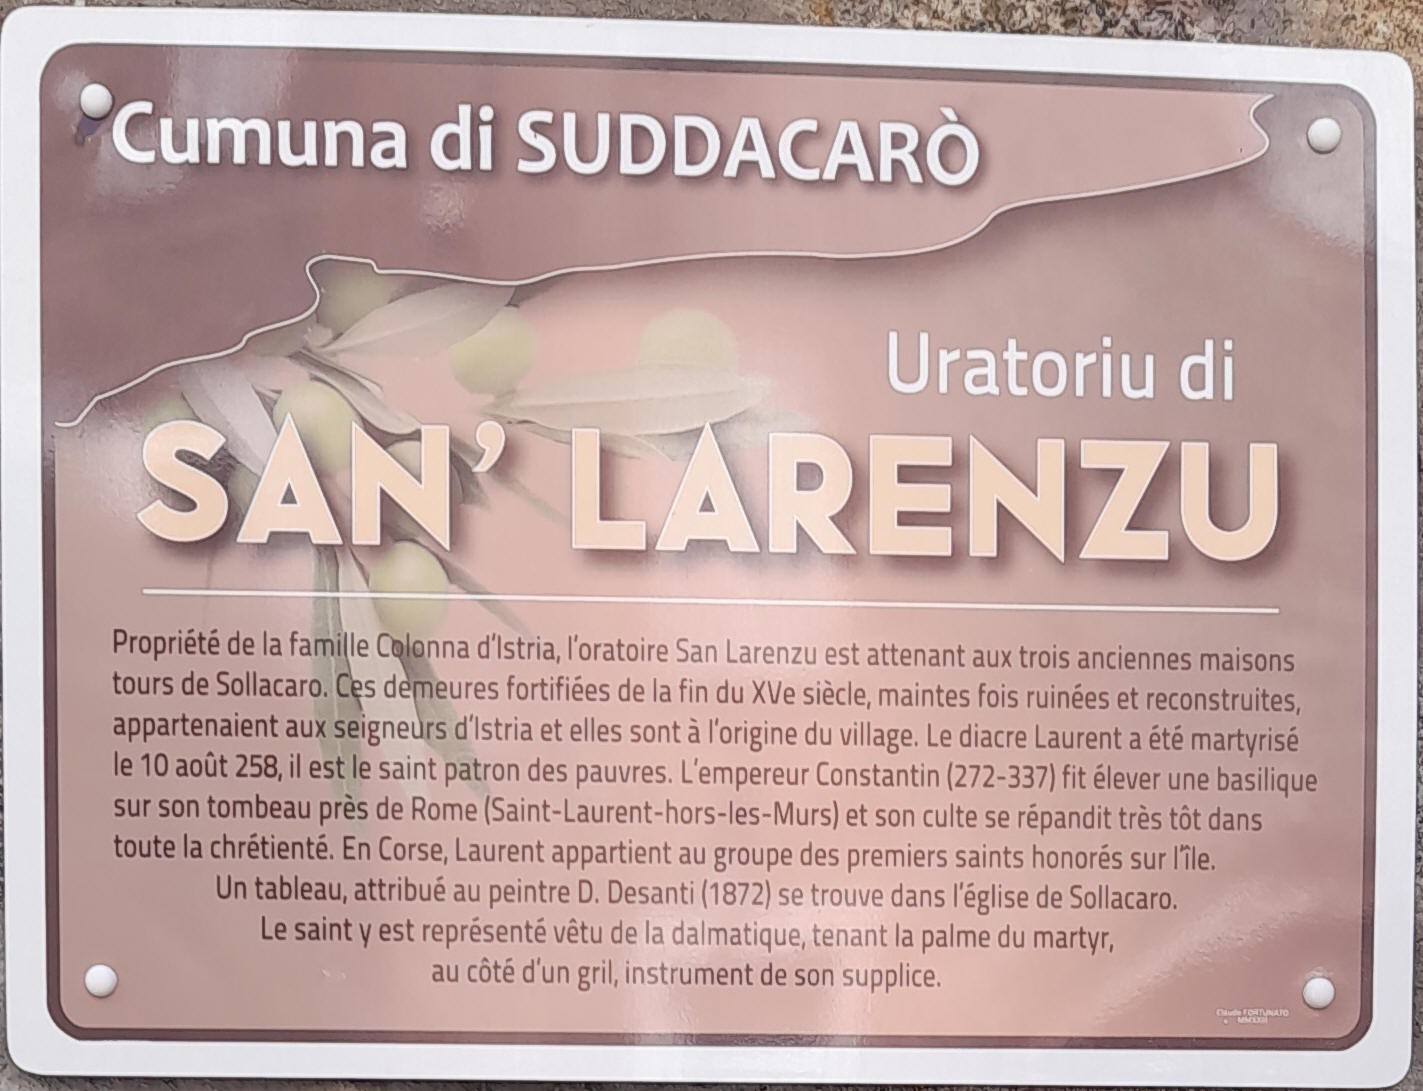 Cumuna di SUDDACARÒ
Uratoriu di
SAN' LARENZU
Propriété de la famille Colonna d'Istria, l'oratoire San Larenzu est attenant aux trois anciennes maisons
tours de Sollacaro. Ces demeures fortifiées de la fin du XVe siècle, maintes fois ruinées et reconstruites,
appartenaient aux seigneurs d'Istria et elles sont à l'origine du village. Le diacre Laurent a été martyrisé
le 10 août 258, il est le saint patron des pauvres. L'empereur Constantin (272-337) fit élever une basilique
sur son tombeau près de Rome (Saint-Laurent-hors-les-Murs) et son culte se répandit très tôt dans
toute la chrétienté. En Corse, Laurent appartient au groupe des premiers saints honorés sur l'île.
Un tableau, attribué au peintre D. Desanti (1872) se trouve dans l'église de Sollacaro.
Le saint y est représenté vêtu de la dalmatique, tenant la palme du martyr,
au côté d'un gril, instrument de son supplice.
Claude FORTUNATO